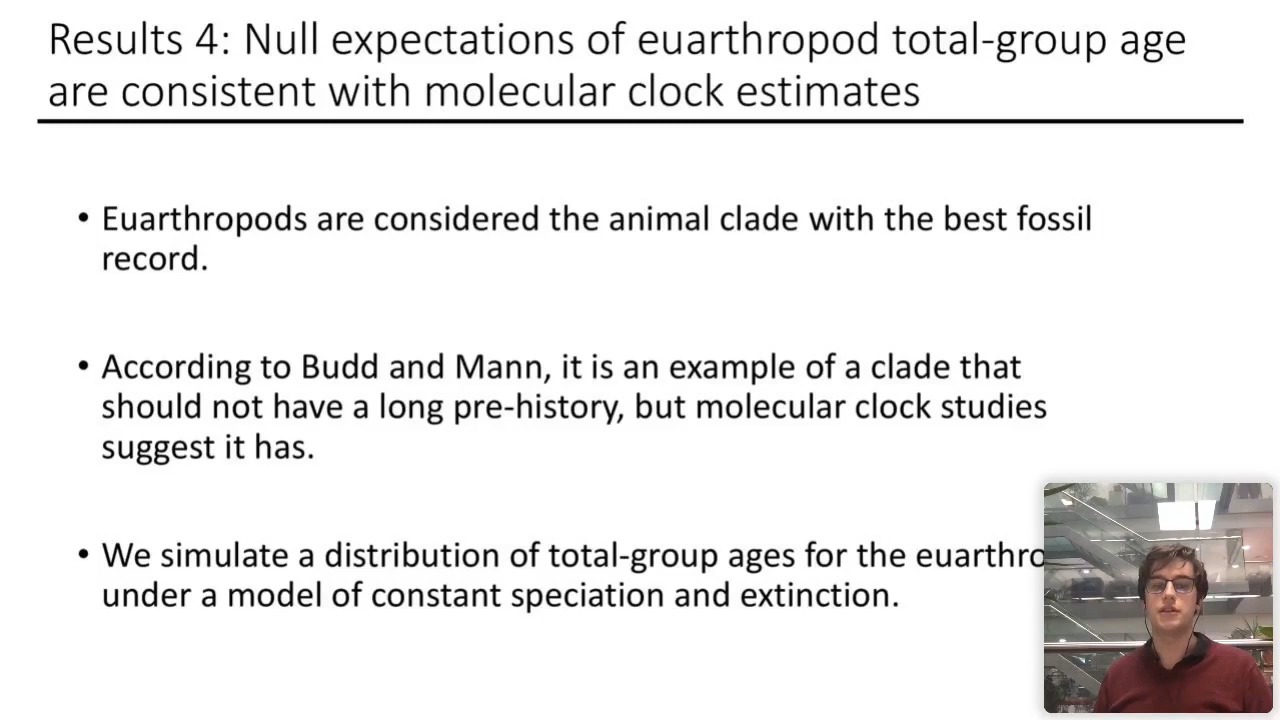 Results 4: Null expectations of euarthropod total-group age
are consistent with molecular clock estimates
• Euarthropods are considered the animal clade with the best fossil
record.
• According to Budd and Mann, it is an example of a clade that
should not have a long pre-history, but molecular clock studies
suggest it has.
• We simulate a distribution of total-group ages for the
under a model of constant speciation and extinction.